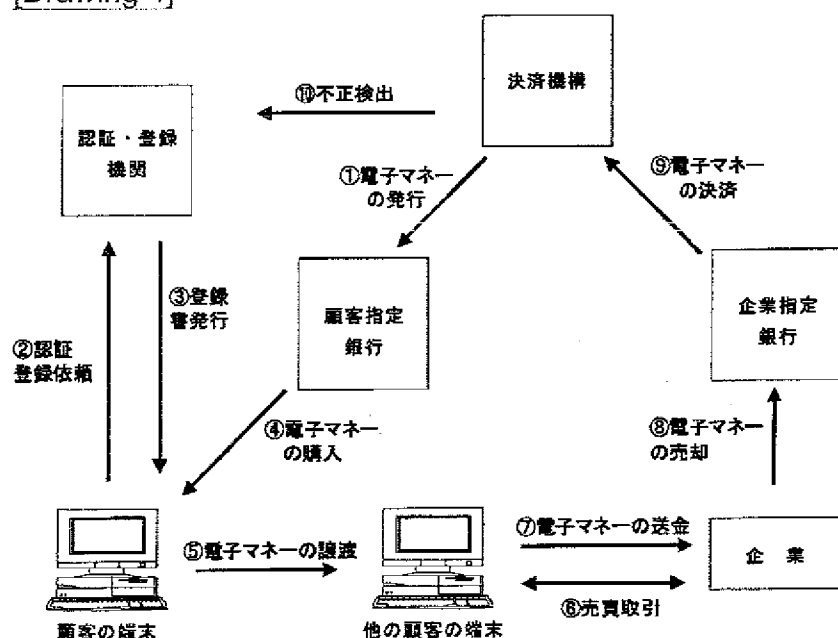 [Drawing 4]
決済機構
⑩不正検出
認証・登録
機関
①電子マネー
の発行
⑨電子マネー
の決済
③登録
書発行
顧客指定
銀行
企業指定
銀行
②認証
登録依頼
④電子マネー
の購入
⑧電子マネー
の売却
⑤電子マネーの譲渡
⑦電子マネーの送金
企業
⑥売買取引
顧客の端末
他の顧客の端末